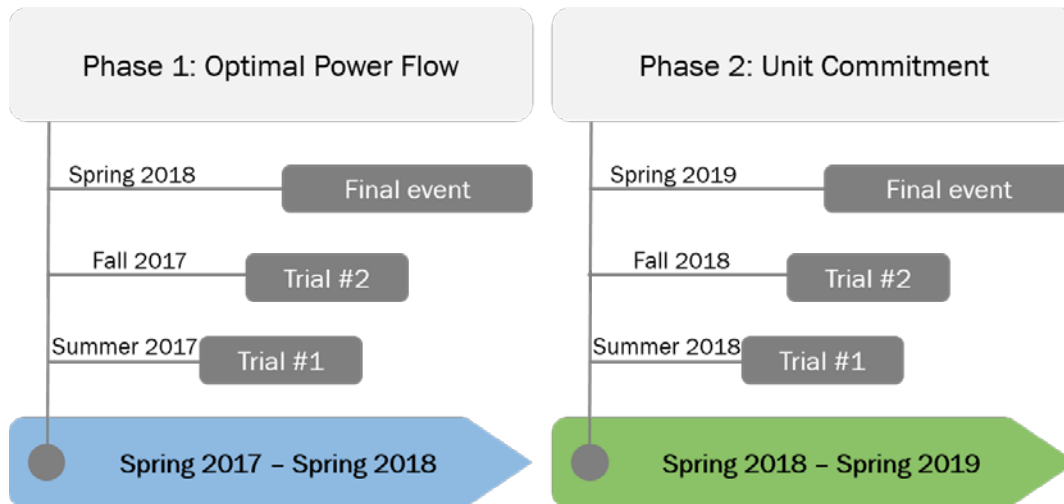 Phase 1: Optimal Power Flow
Spring 2018
Final event
Fall 2017
Trial #2
Summer 2017
Trial #1
Spring 2017 – Spring 2018
Phase 2: Unit Commitment
Spring 2019
Final event
Fall 2018
Trial #2
Summer 2018
Trial #1
Spring 2018 – Spring 2019